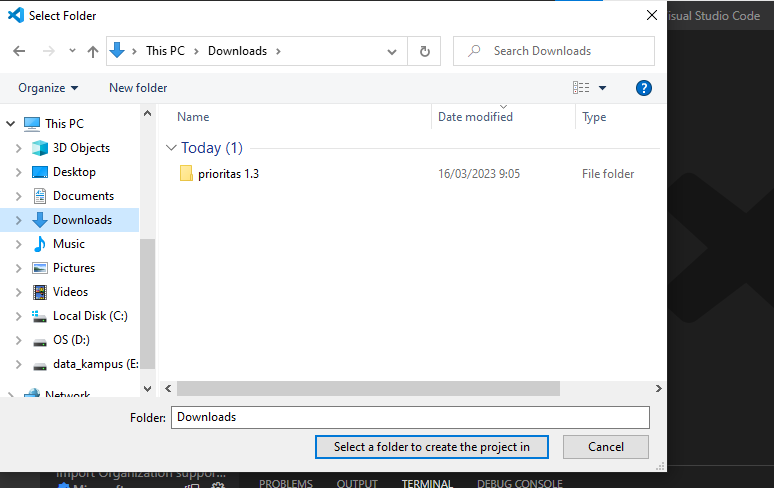 Select Folder
isual Studio Code
This PC > Downloads >
Search Downloads
Organize
New folder
?
Name
Date modified
Type
This PC
3D Objects
Desktop
Documents
Downloads
Music
Pictures
Videos
Local Disk (C:)
OS (D:)
data_kampus (E:
Network
Today (1)
prioritas 1.3
16/03/2023 9:05
File folder
Folder:
Downloads
Select a folder to create the project in
Cancel
Import Organization suppor...
PROBLEMS
OUTPUT
TERMINAL
DEBUG CONSOLE